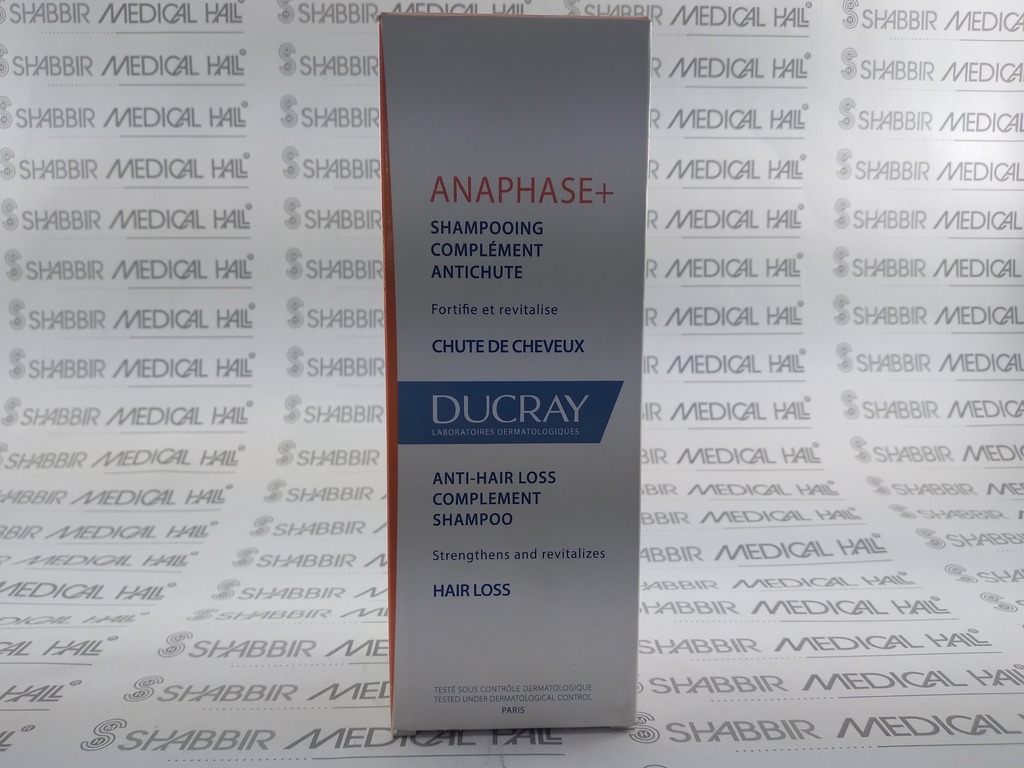 ANAPHASE+
SHAMPOOING
COMPLÉMENT
ANTICHUTE
Fortifie et revitalise
CHUTE DE CHEVEUX
DUCRAY
LABORATOIRES DERMATOLOGIQUES
ANTI-HAIR LOSS
COMPLEMENT
SHAMPOO
Strengthens and revitalizes
HAIR LOSS
TESTÉ SOUS CONTRÔLE DERMATOLOGIQUE
TESTED UNDER DERMATOLOGICAL CONTROL
PARIS
SHABBIR MEDICAL HALL